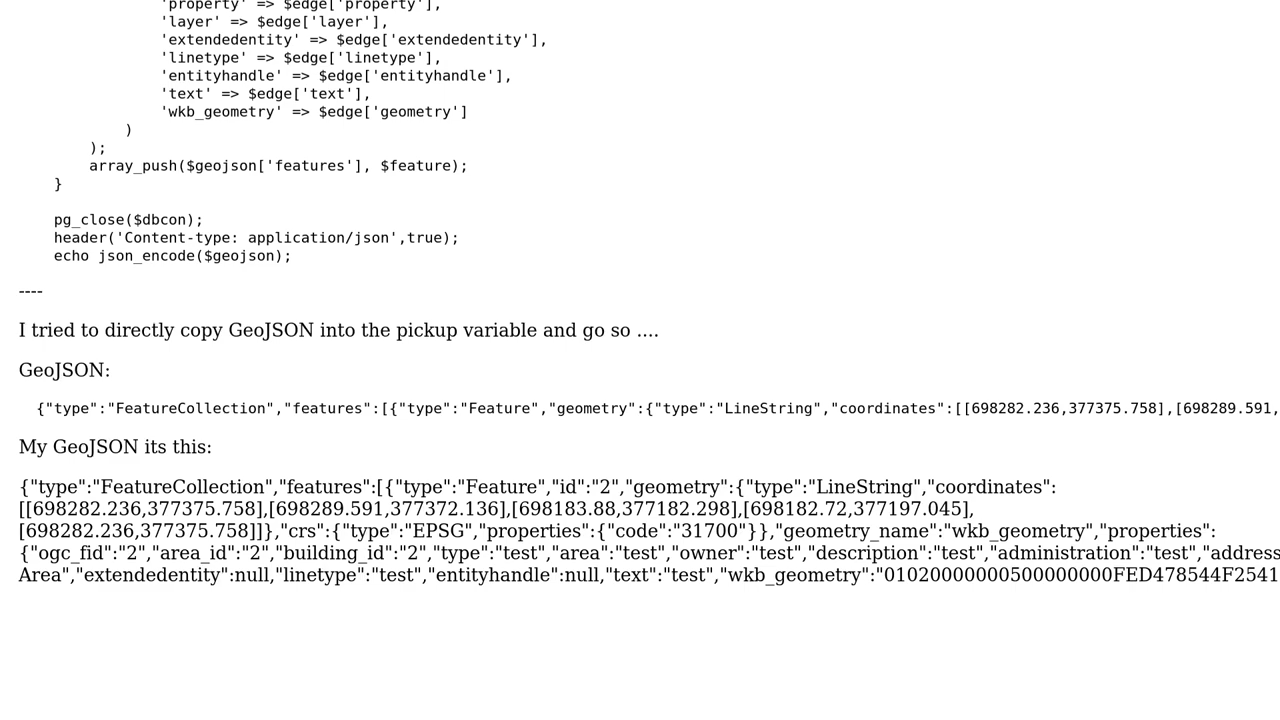 'property' => $edge['property'],
'layer' => $edge['layer'],
'extendedentity' => $edge['extendedentity'],
'linetype' => $edge['linetype'],
'entityhandle' => $edge['entityhandle'],
'text' => $edge['text'],
'wkb_geometry' => $edge['geometry']
)
);
array_push($geojson['features'], $feature);
}
pg_close($dbcon);
header('Content-type: application/json',true);
echo json_encode($geojson);
----
I tried to directly copy GeoJSON into the pickup variable and go so ....
GeoJSON:
{"type":"FeatureCollection","features":[{"type":"Feature","geometry":{"type":"LineString","coordinates":[[698282.236,377375.758],[698289.591,
My GeoJSON its this:
{"type":"FeatureCollection","features":[{"type":"Feature","id":"2","geometry":{"type":"LineString","coordinates":
[[698282.236,377375.758],[698289.591,377372.136],[698183.88,377182.298],[698182.72,377197.045],
[698282.236,377375.758]]},"crs":{"type":"EPSG","properties":{"code":"31700"}},"geometry_name":"wkb_geometry","properties":
{"ogc_fid":"2","area_id":"2","building_id":"2","type":"test","area":"test","owner":"test","description":"test","administration":"test","address
Area","extendedentity":null,"linetype":"test","entityhandle":null,"text":"test","wkb_geometry":"01020000000500000000FED478544F2541